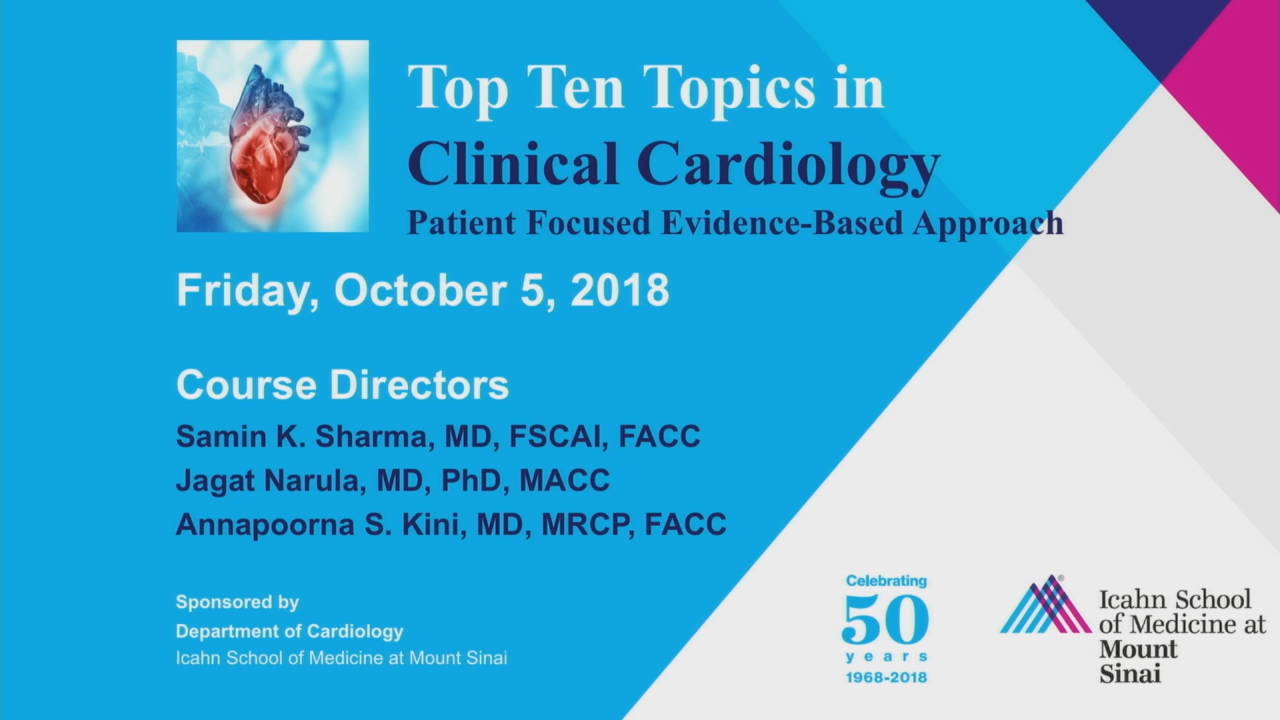 Top Ten Topics in
Clinical Cardiology
Patient Focused Evidence-Based Approach
Friday, October 5, 2018
Course Directors
Samin K. Sharma, MD, FSCAI, FACC
Jagat Narula, MD, PhD, MACC
Annapoorna S. Kini, MD, MRCP, FACC
Sponsored by
Department of Cardiology
Icahn School of Medicine at Mount Sinai
Celebrating
50
years
1968-2018
Icahn School
of Medicine at
Mount
Sinai